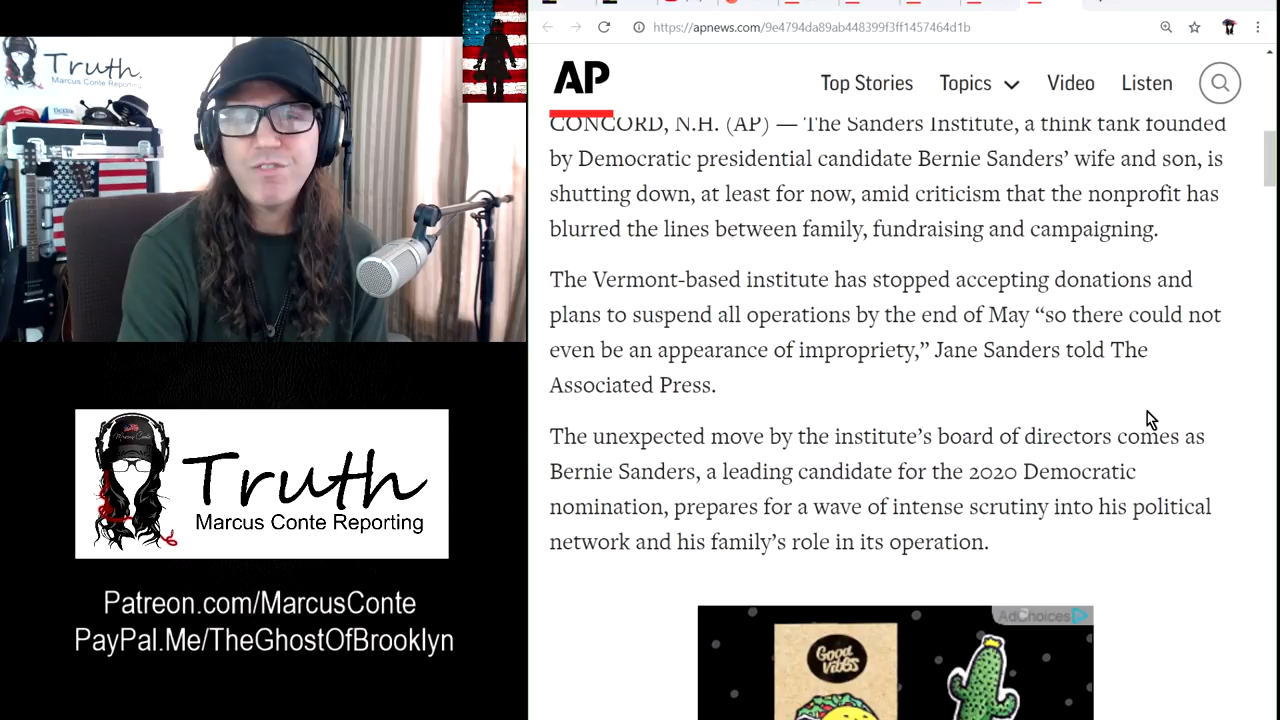 Truth.
Marcus Conte Reporting
https://apnews.com/9e4794da89ab448399f3ff1457464d1b
AP
Top Stories
Topics
Video
Listen
CONCORD, N.H. (AP) — The Sanders Institute, a think tank founded
by Democratic presidential candidate Bernie Sanders’ wife and son, is
shutting down, at least for now, amid criticism that the nonprofit has
blurred the lines between family, fundraising and campaigning.
The Vermont-based institute has stopped accepting donations and
plans to suspend all operations by the end of May “so there could not
even be an appearance of impropriety,” Jane Sanders told The
Associated Press.
The unexpected move by the institute’s board of directors comes as
Bernie Sanders, a leading candidate for the 2020 Democratic
nomination, prepares for a wave of intense scrutiny into his political
network and his family’s role in its operation.
AdChoices
Good
Vibes
Truth
Marcus Conte Reporting
Patreon.com/MarcusConte
PayPal.Me/TheGhostOfBrooklyn